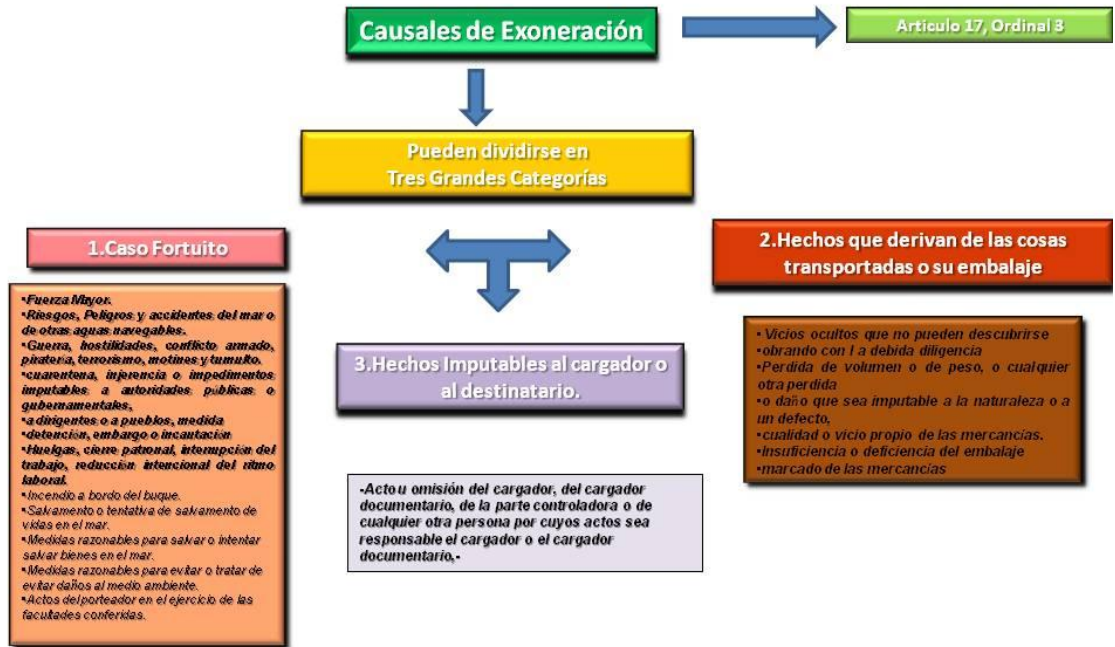 Causales de Exoneración
Articulo 17, Ordinal 3
Pueden dividirse en
Tres Grandes Categorías
1.Caso Fortuito
•Fuerza Mayor.
•Riesgos, Peligros y accidentes del mar o
de otras aguas navegables.
•Guerra, hostilidades, conflicto armado,
piratería, terrorismo, motines y tumulto.
•cuarentena, injerencia o impedimentos
imputables a autoridades públicas o
gubernamentales,
•a dirigentes o a pueblos, medida
•detención, embargo o incautación
•Huelgas, cierre patronal, interrupción del
trabajo, reducción intencional del ritmo
laboral.
•Incendio a bordo del buque.
•Salvamento o tentativa de salvamento de
vidas en el mar.
•Medidas razonables para salvar o intentar
salvar bienes en el mar.
•Medidas razonables para evitar o tratar de
evitar daños al medio ambiente.
•Actos del porteador en el ejercicio de las
facultades conferidas.
2.Hechos que derivan de las cosas
transportadas o su embalaje
•Vicios ocultos que no pueden descubrirse
•obrando con l a debida diligencia
•Perdida de volumen o de peso, o cualquier
otra perdida
•o daño que sea imputable a la naturaleza o a
un defecto,
•cualidad o vicio propio de las mercancías.
•Insuficiencia o deficiencia del embalaje
•marcado de las mercancías
3.Hechos Imputables al cargador o
al destinatario.
-Acto u omisión del cargador, del cargador
documentario, de la parte controladora o de
cualquier otra persona por cuyos actos sea
responsable el cargador o el cargador
documentario,-